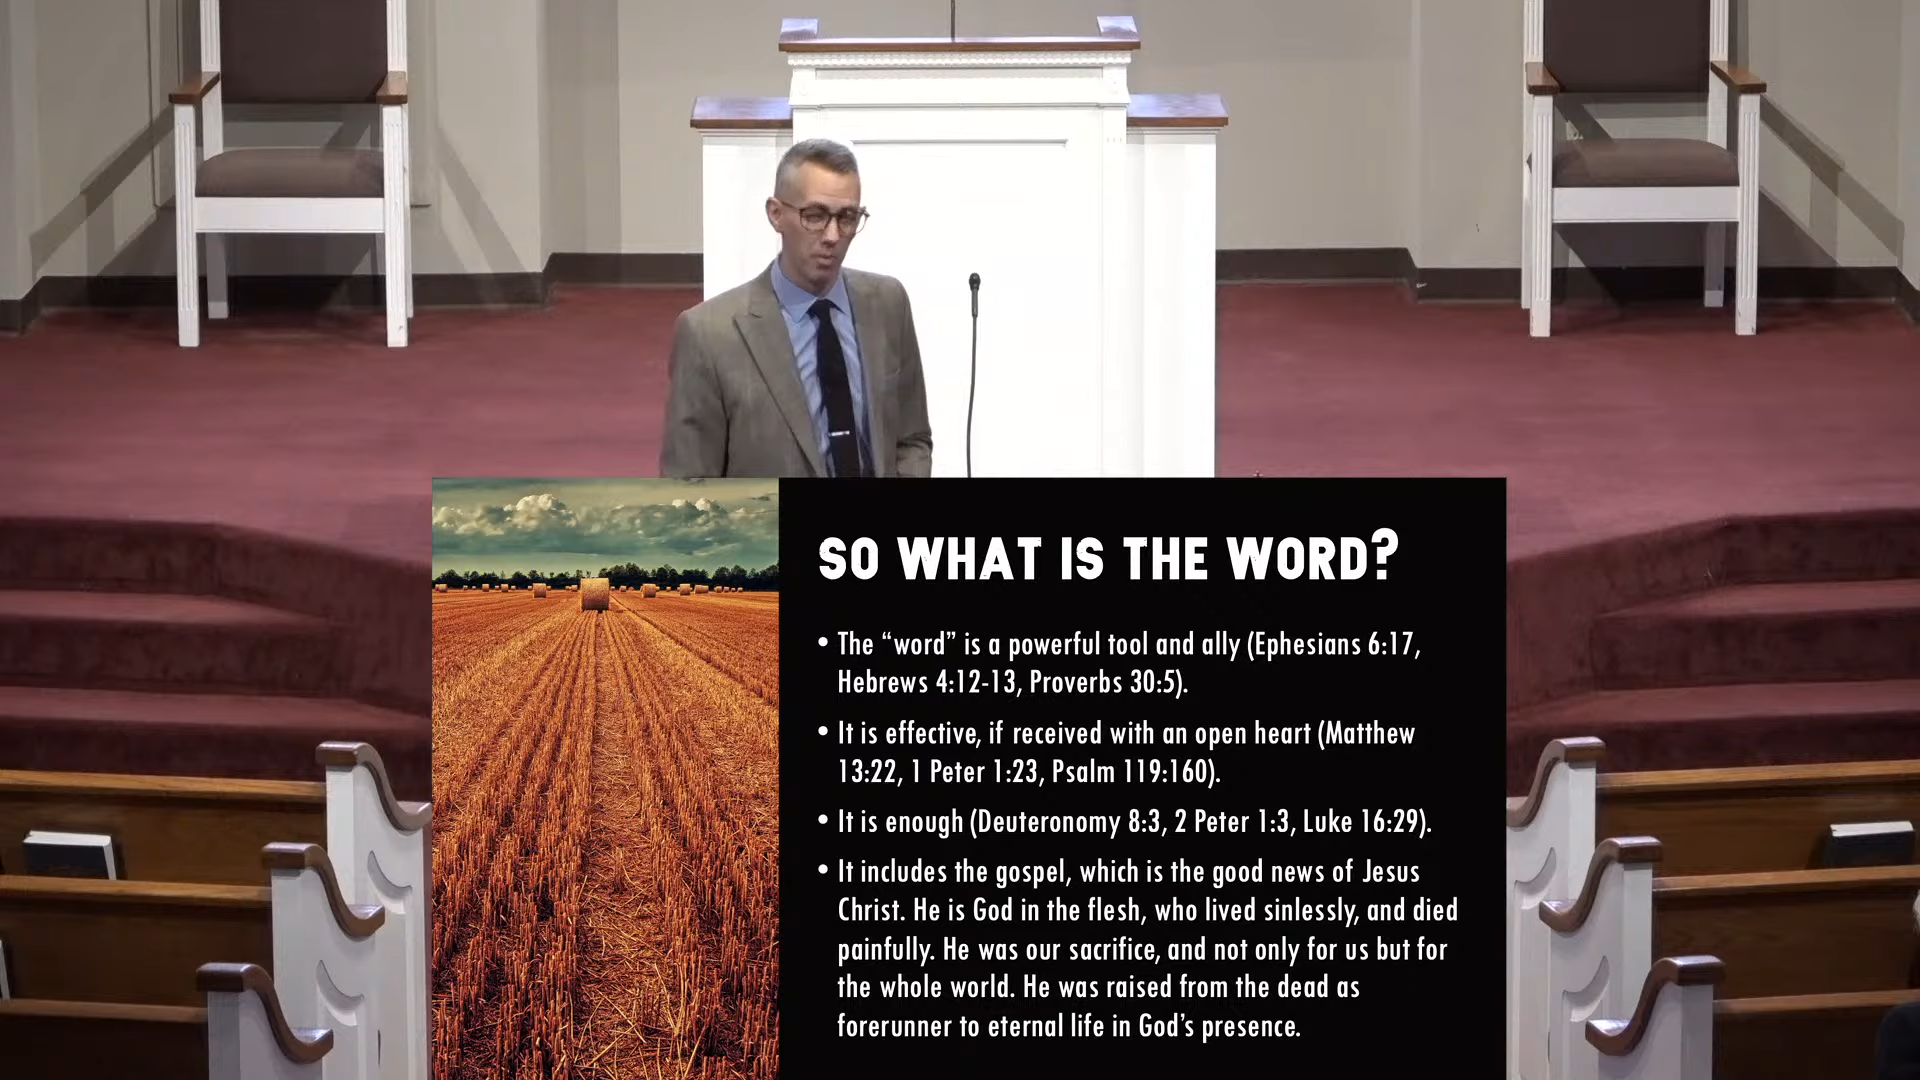 SO WHAT IS THE WORD?
• The “word” is a powerful tool and ally (Ephesians 6:17,
Hebrews 4:12-13, Proverbs 30:5).
• It is effective, if received with an open heart (Matthew
13:22, 1 Peter 1:23, Psalm 119:160).
• It is enough (Deuteronomy 8:3, 2 Peter 1:3, Luke 16:29).
• It includes the gospel, which is the good news of Jesus
Christ. He is God in the flesh, who lived sinlessly, and died
painfully. He was our sacrifice, and not only for us but for
the whole world. He was raised from the dead as
forerunner to eternal life in God’s presence.